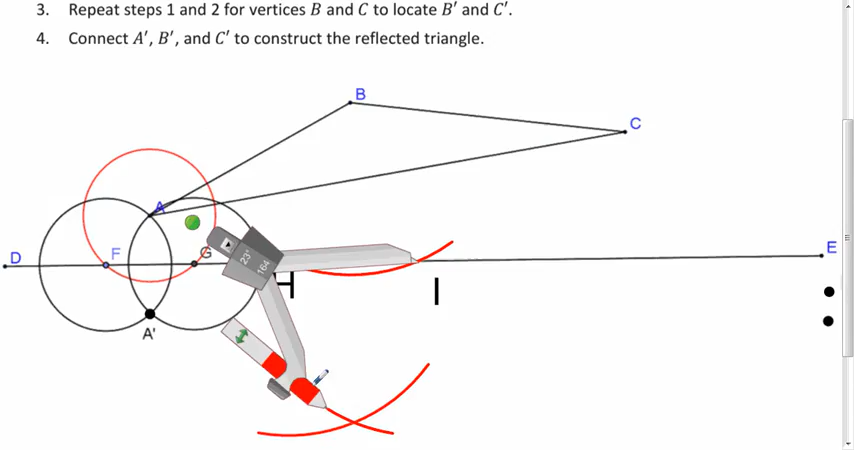 3. Repeat steps 1 and 2 for vertices B and C to locate B′ and C′.
4. Connect A′, B′, and C′ to construct the reflected triangle.
B
C
A
D
F
G
E
23°
164
H
I
A'